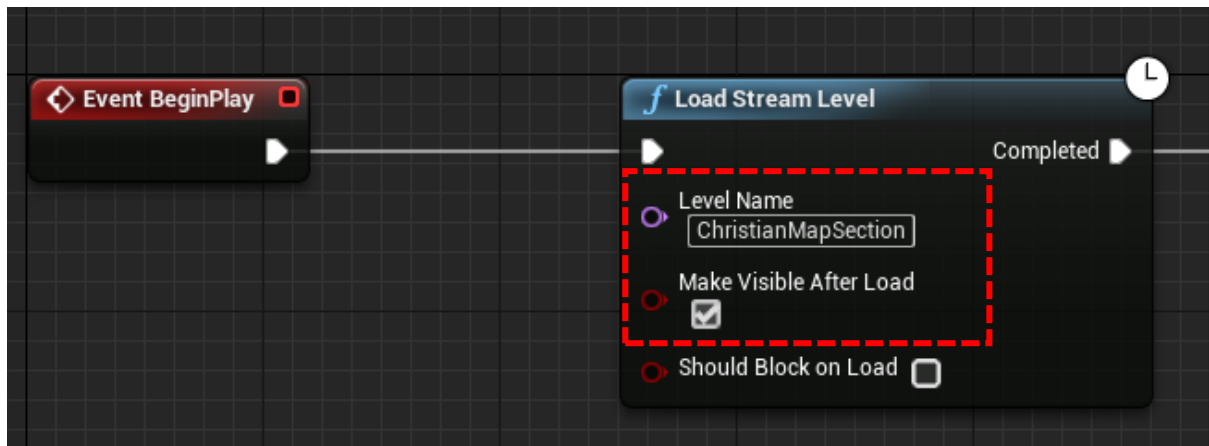 Event BeginPlay
f Load Stream Level
Completed
Level Name
ChristianMapSection
Make Visible After Load
Should Block on Load